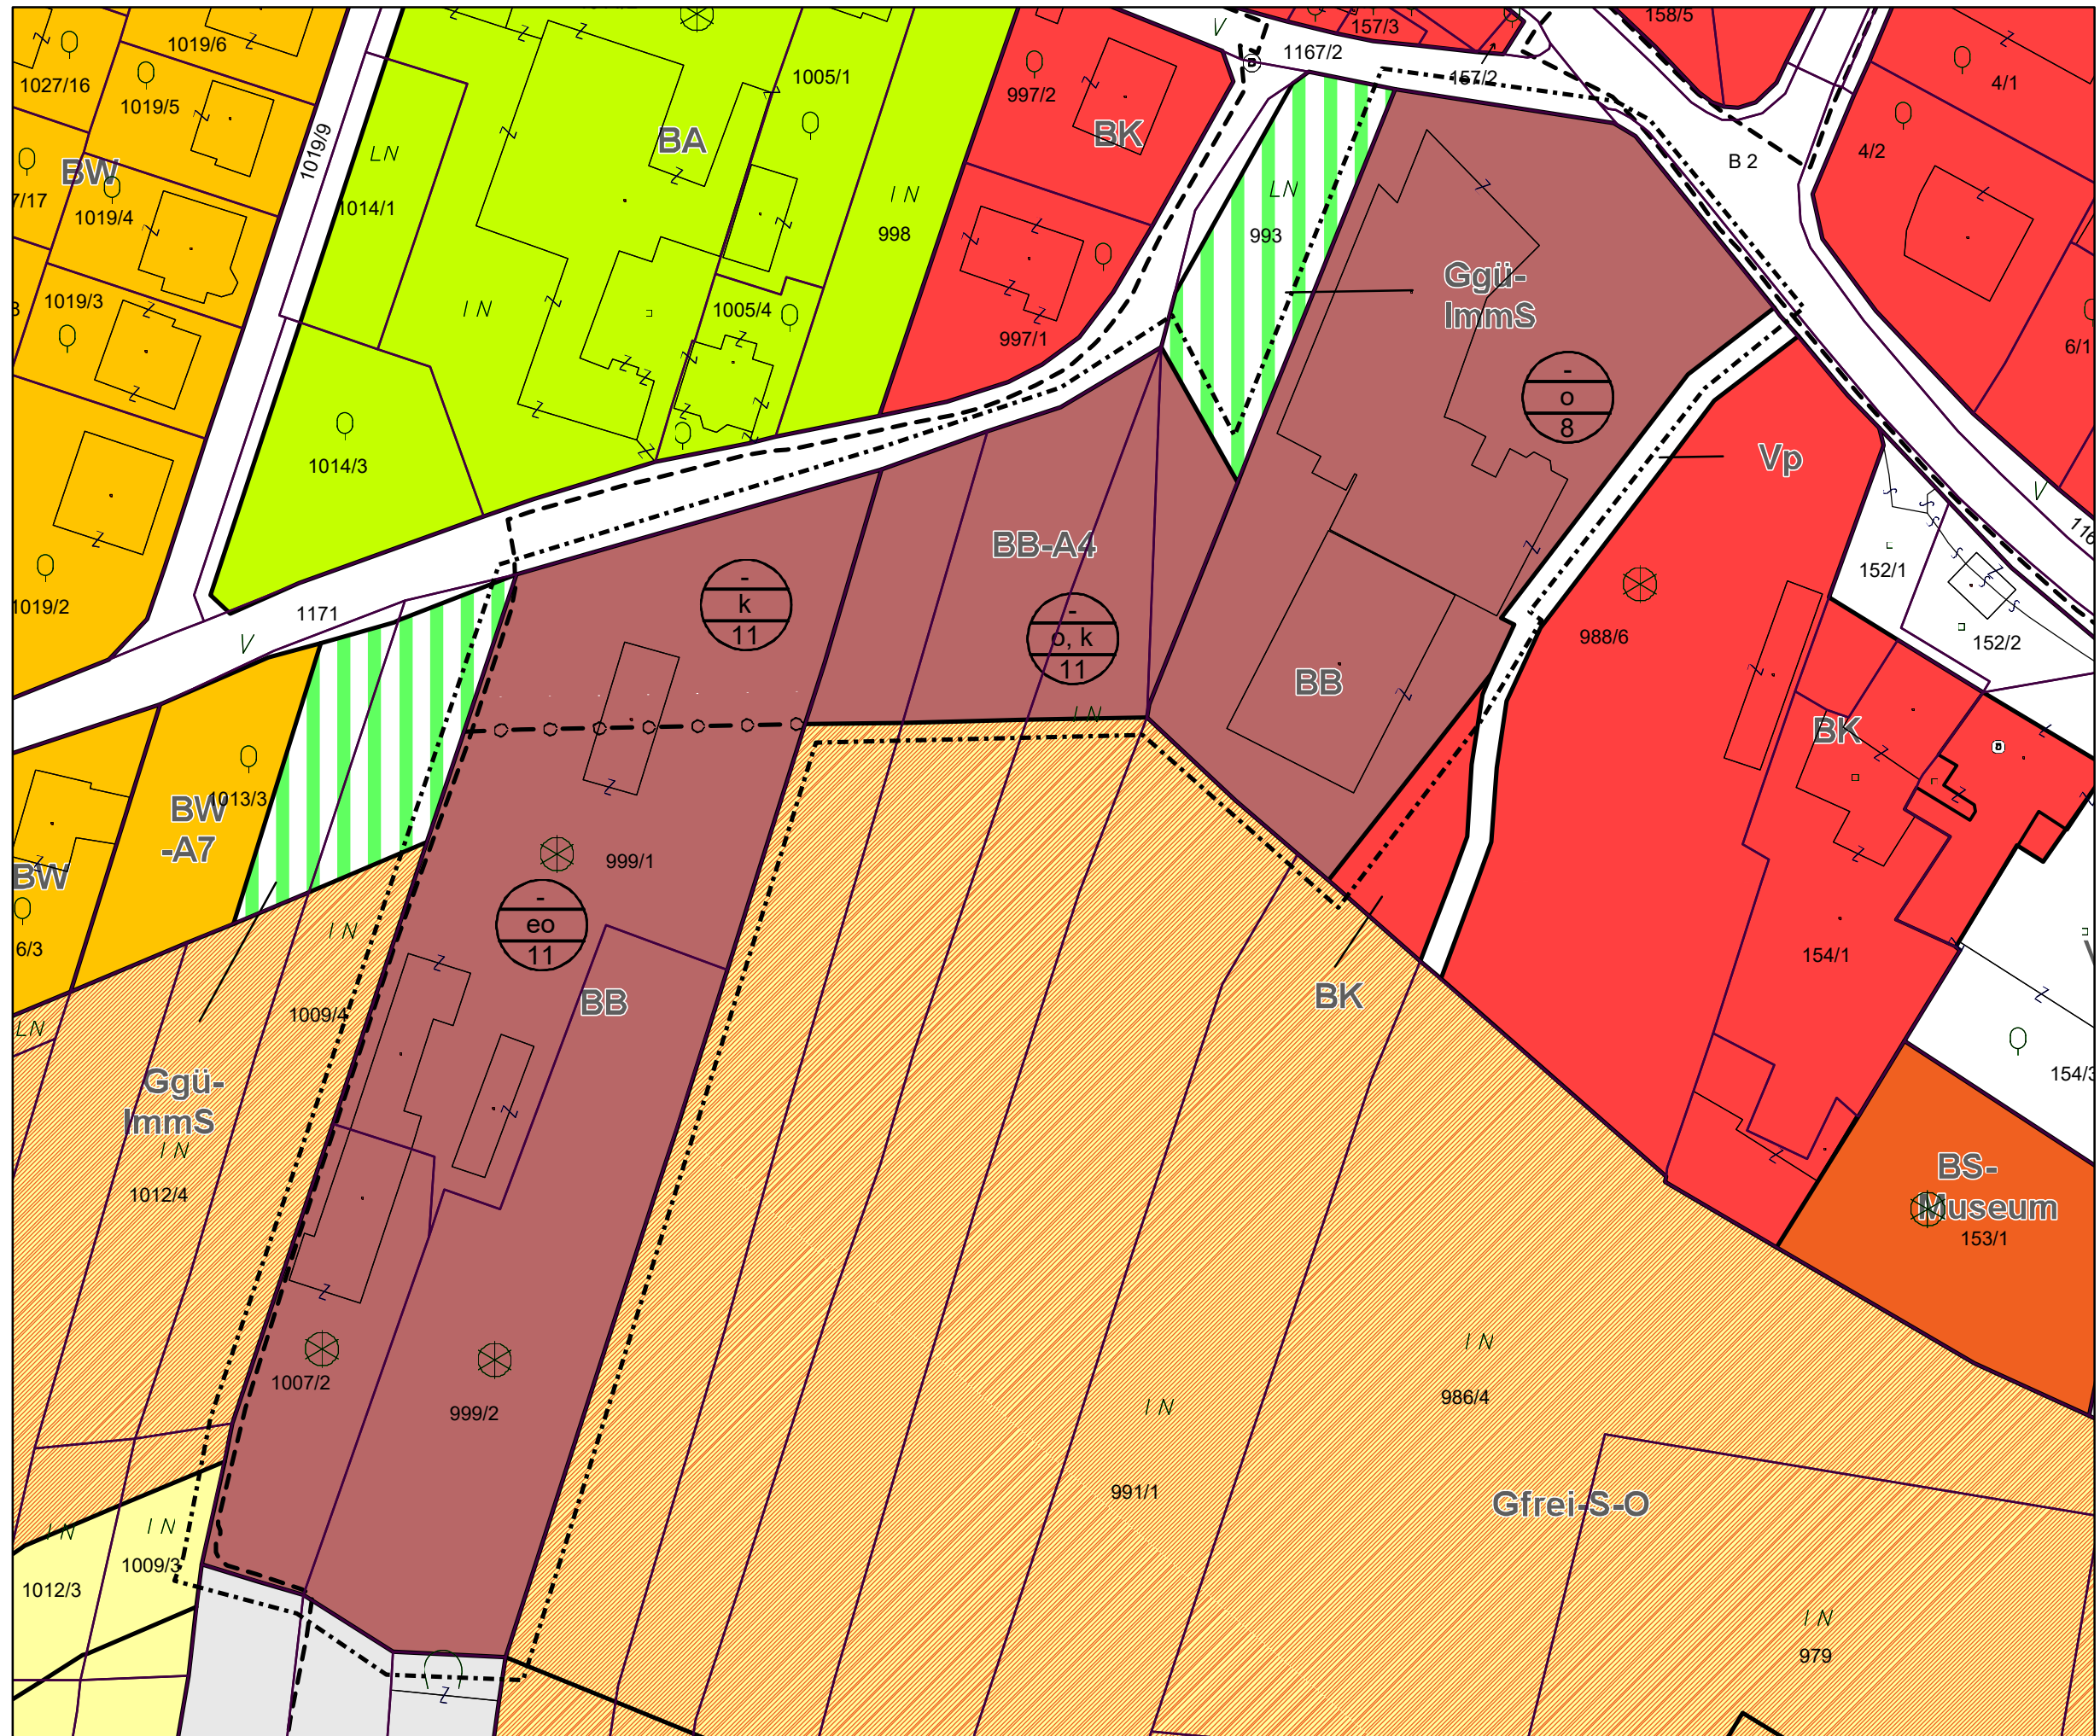 1019/6
V
157/3
158/5
1167/2
1027/16
1019/5
1005/1
997/2
157/2
4/1
BA
BK
1019/9
LN
B 2
4/2
BW
LN
7/17
1019/4
1014/1
I N
998
993
Ggü-
ImmS
1019/3
I N
1005/4
997/1
6/1
-
o
8
1014/3
Vp
V
116
BB-A4
152/1
-
k
11
1019/2
1171
V
-
o, k
11
988/6
152/2
BB
LN
BK
BW
-A7
1013/3
BW
999/1
6/3
-
eo
11
I N
154/1
BB
BK
LN
1009/4
154/3
Ggü-
ImmS
I N
1012/4
BS-
Museum
153/1
I N
1007/2
999/2
I N
986/4
991/1
Gfrei-S-O
I N
I N
1009/3
1012/3
I N
979